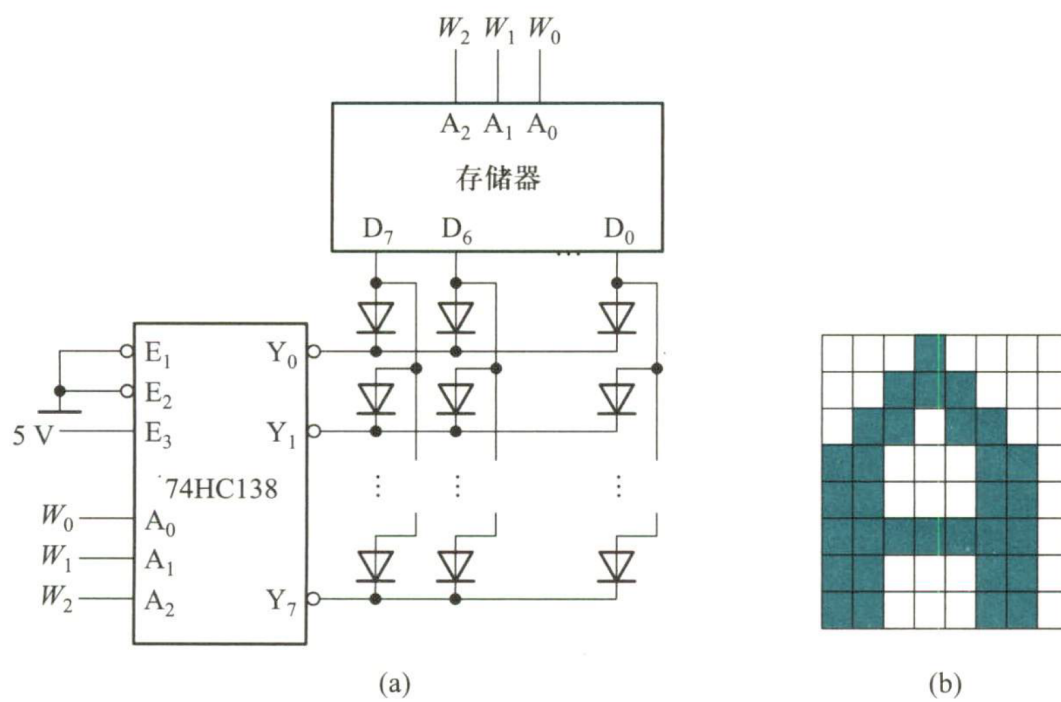 W₂ W₁ W₀
A₂ A₁ A₀
存储器
D₇ D₆ ... D₀
E₁ Y₀
E₂
5 V E₃ Y₁
74HC138 ⋮ ⋮ ⋮
W₀ A₀
W₁ A₁
W₂ A₂ Y₇
(a) (b)